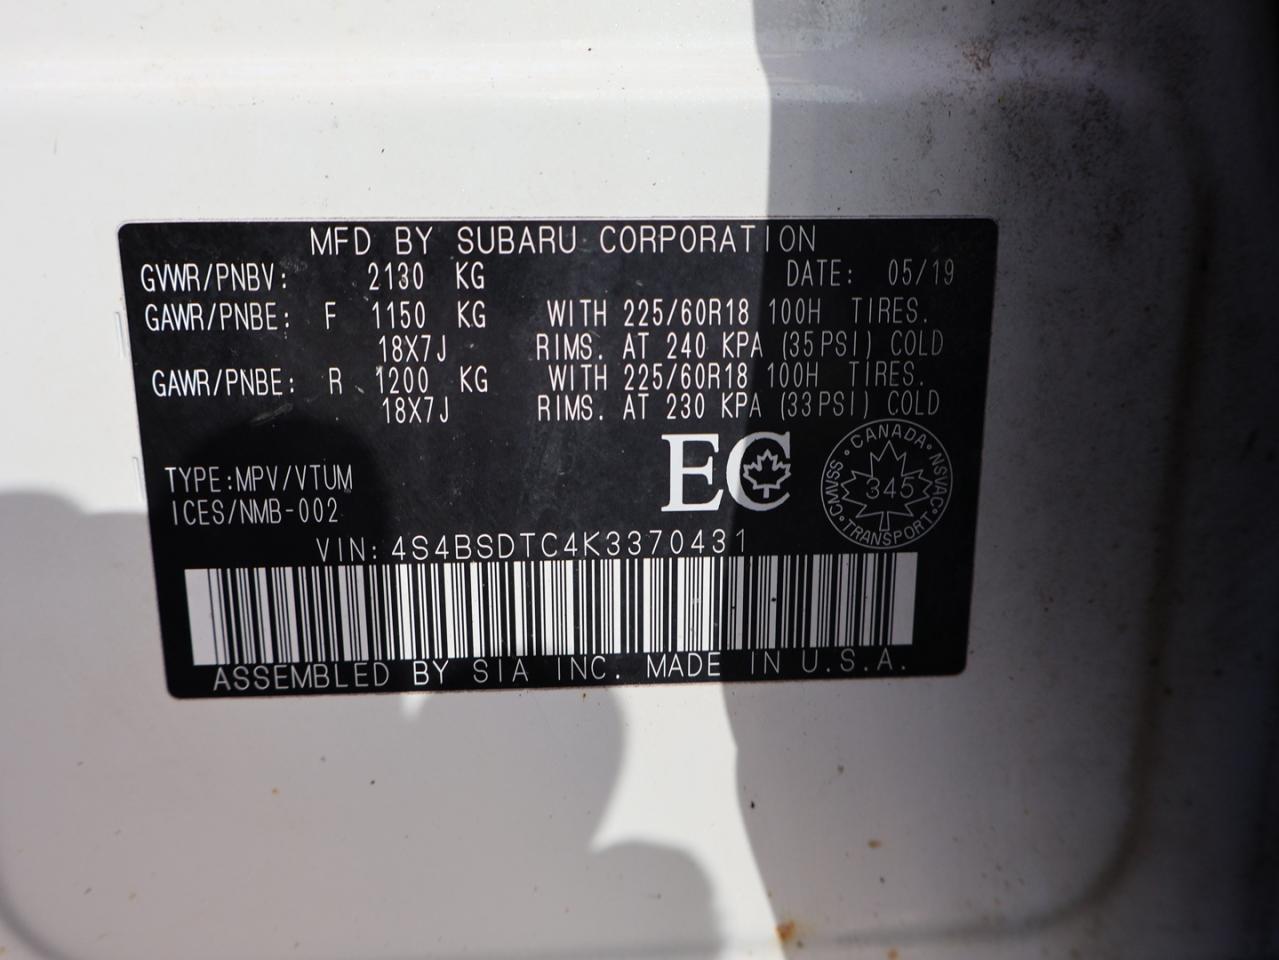 MFD BY SUBARU CORPORATION
GVWR/PNBV: 2130 KG DATE: 05/19
GAWR/PNBE: F 1150 KG WITH 225/60R18 100H TIRES.
18X7J RIMS. AT 240 KPA (35PSI) COLD
GAWR/PNBE: R 1200 KG WITH 225/60R18 100H TIRES.
18X7J RIMS. AT 230 KPA (33PSI) COLD
EC
CANADA
CMVSS 345 NSVAC
TRANSPORT
TYPE:MPV/VTUM
ICES/NMB-002
VIN: 4S4BSDTC4K3370431
ASSEMBLED BY SIA INC. MADE IN U.S.A.